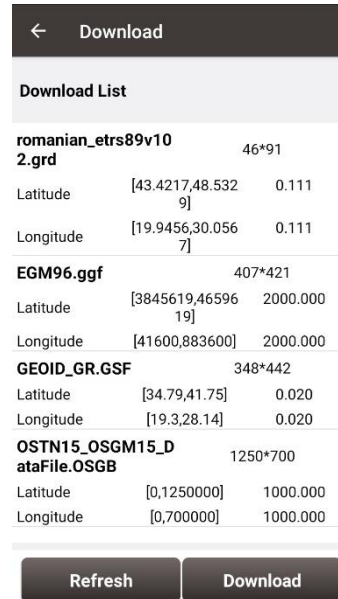 ← Download
Download List
romanian_etrs89v10 46*91
2.grd
Latitude [43.4217,48.532 0.111
9]
Longitude [19.9456,30.056 0.111
7]
EGM96.ggf 407*421
Latitude [3845619,46596 2000.000
19]
Longitude [41600,883600] 2000.000
GEOID_GR.GSF 348*442
Latitude [34.79,41.75] 0.020
Longitude [19.3,28.14] 0.020
OSTN15_OSGM15_D 1250*700
ataFile.OSGB
Latitude [0,1250000] 1000.000
Longitude [0,700000] 1000.000
Refresh Download